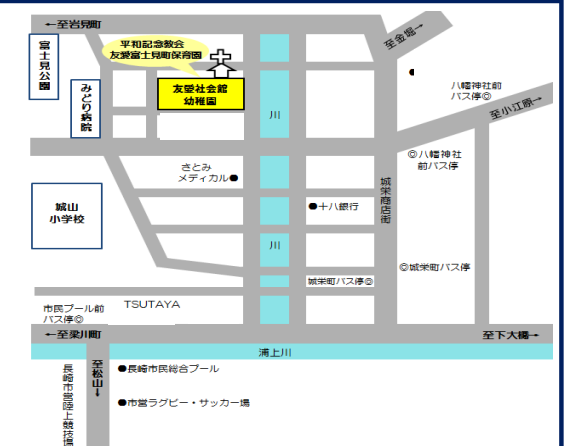 ←至岩見町
富士見公園
平和記念教会
友愛富士見町保育園
至金堀→
みどり病院
友愛社会館
幼稚園
川
八幡神社前
バス停◎
至小江原→
◎八幡神社
前バス停
さとみ
メディカル●
城山
小学校
城栄商店街
●十八銀行
川
◎城栄町バス停
城栄町バス停◎
市民プール前
バス停◎
TSUTAYA
←至梁川町
至下大橋→
浦上川
至松山→
長崎市営陸上競技場
●長崎市民総合プール
●市営ラグビー・サッカー場